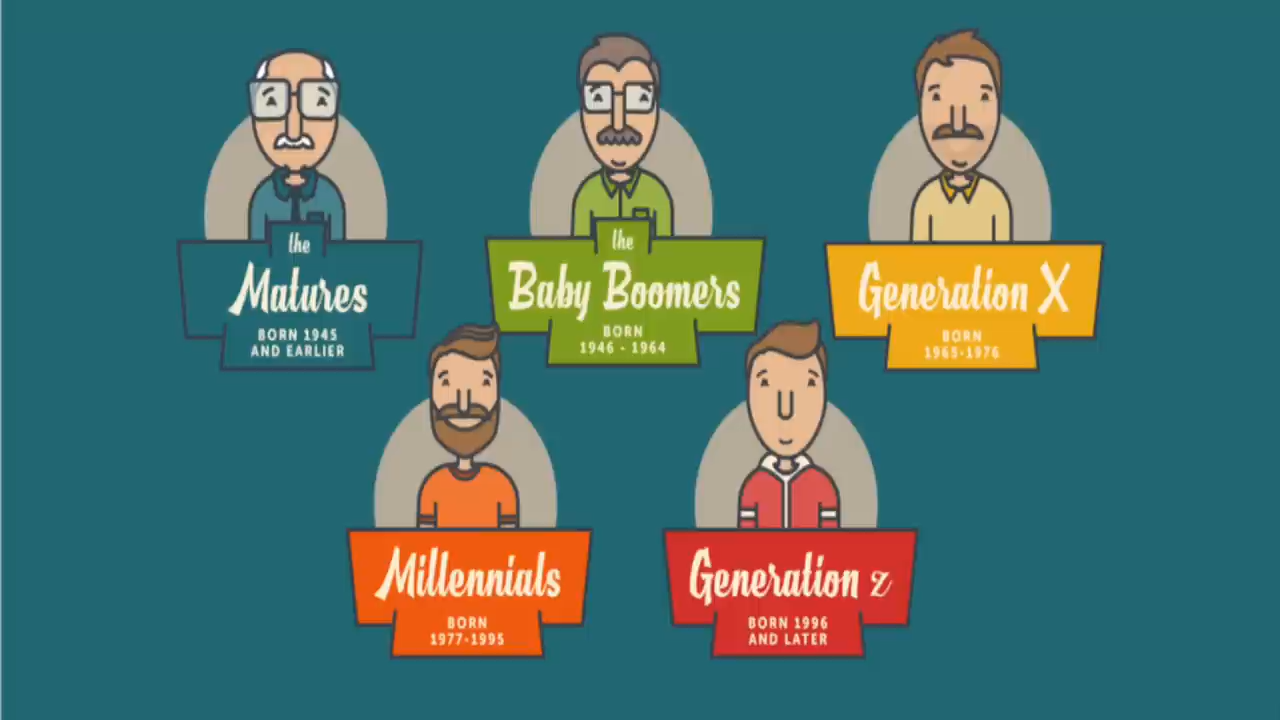 the
Matures
BORN 1945
AND EARLIER
the
Baby Boomers
BORN
1946 - 1964
Generation X
BORN
1965-1976
Millennials
BORN
1977-1995
Generation z
BORN 1996
AND LATER